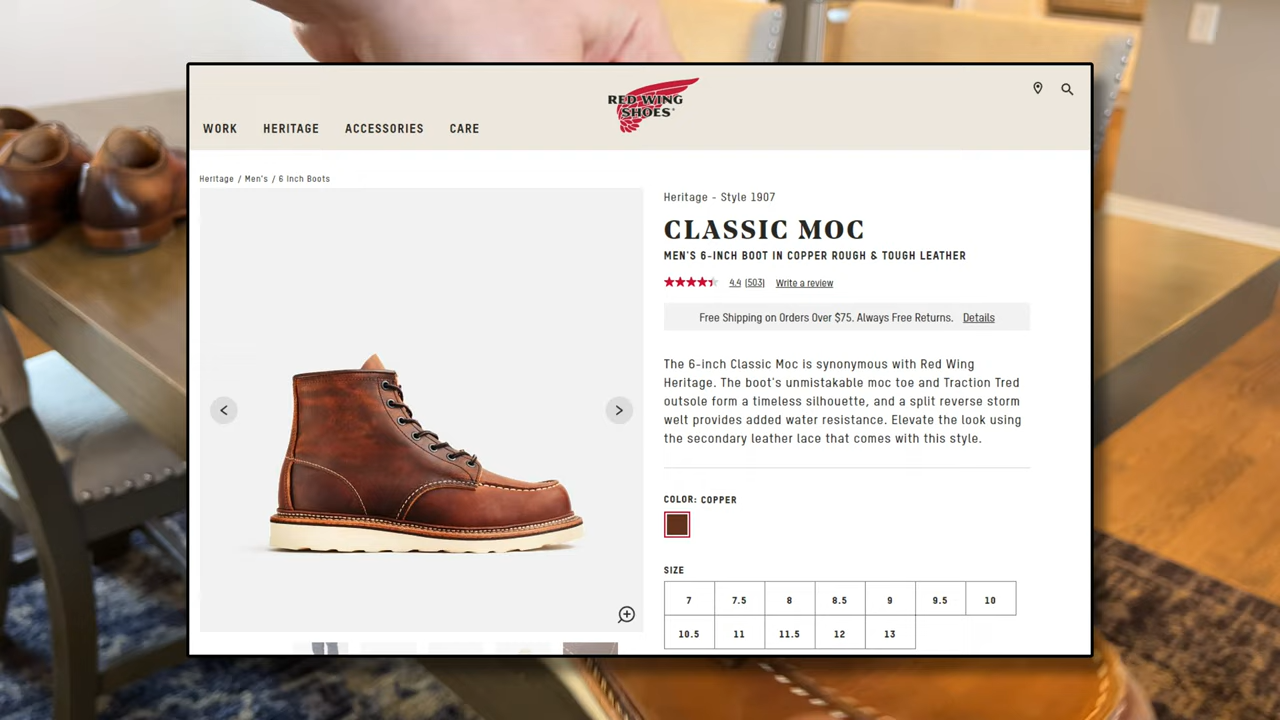 RED WING
SHOES
WORK HERITAGE ACCESSORIES CARE
Heritage / Men's / 6 Inch Boots
Heritage - Style 1907
CLASSIC MOC
MEN'S 6-INCH BOOT IN COPPER ROUGH & TOUGH LEATHER
4.4 (503) Write a review
Free Shipping on Orders Over $75. Always Free Returns. Details
The 6-inch Classic Moc is synonymous with Red Wing
Heritage. The boot's unmistakable moc toe and Traction Tred
outsole form a timeless silhouette, and a split reverse storm
welt provides added water resistance. Elevate the look using
the secondary leather lace that comes with this style.
COLOR: COPPER
SIZE
7 7.5 8 8.5 9 9.5 10
10.5 11 11.5 12 13